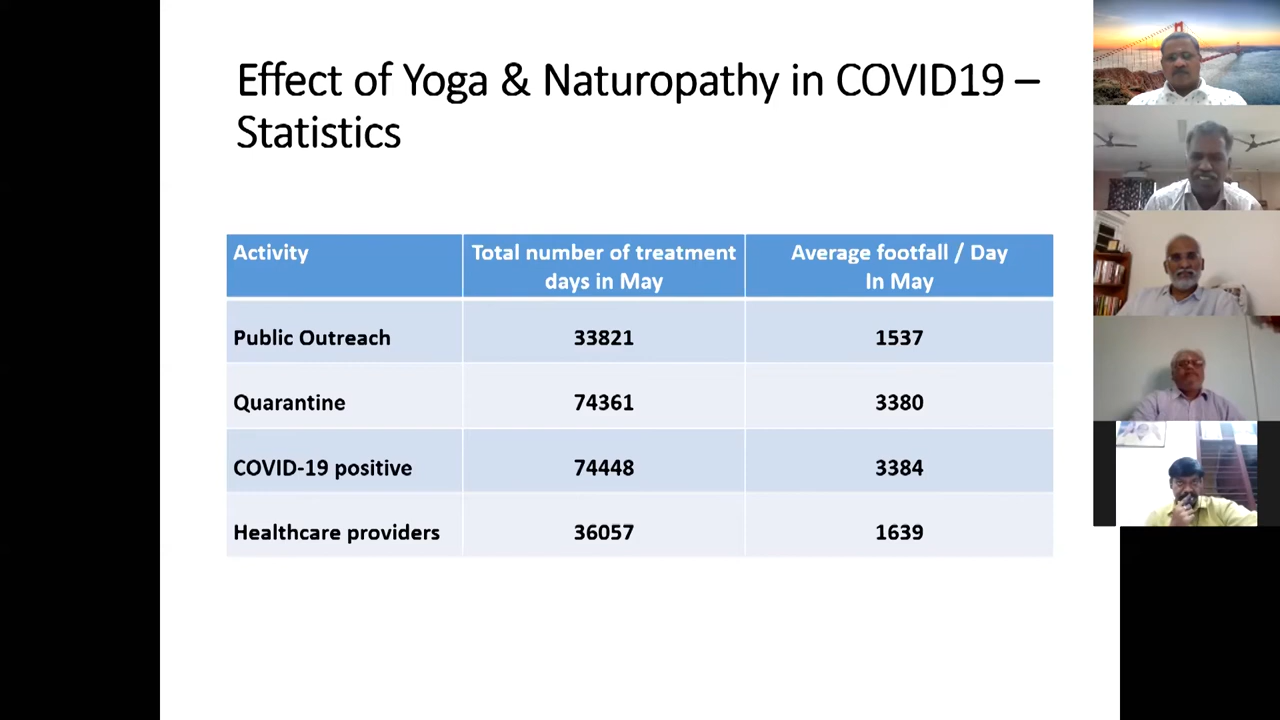 Effect of Yoga & Naturopathy in COVID19 –
Statistics
Activity
Total number of treatment
days in May
Average footfall / Day
In May
Public Outreach
33821
1537
Quarantine
74361
3380
COVID-19 positive
74448
3384
Healthcare providers
36057
1639